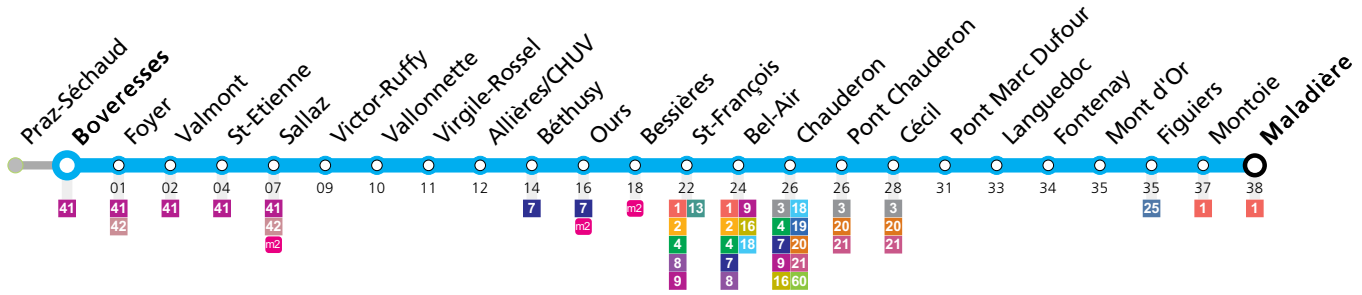 Praz-Séchaud
Boveresses
Foyer
Valmont
St-Etienne
Sallaz
Victor-Ruffy
Vallonnette
Virgile-Rossel
Allières/CHUV
Béthusy
Ours
Bessières
St-François
Bel-Air
Chauderon
Pont Chauderon
Cécil
Pont Marc Dufour
Languedoc
Fontenay
Mont d'Or
Figuiers
Montoie
Maladière
01 02 04 07 09 10 11 12 14 16 18 22 24 26 26 28 31 33 34 35 35 37 38
41 41 41 41 41 7 7 m2 1 13 1 9 3 18 3 3 25 1 1
42 42 m2 2 2 16 4 19 20 20
m2 4 4 18 7 20 21 21
8 7 9 21
9 8 16 60